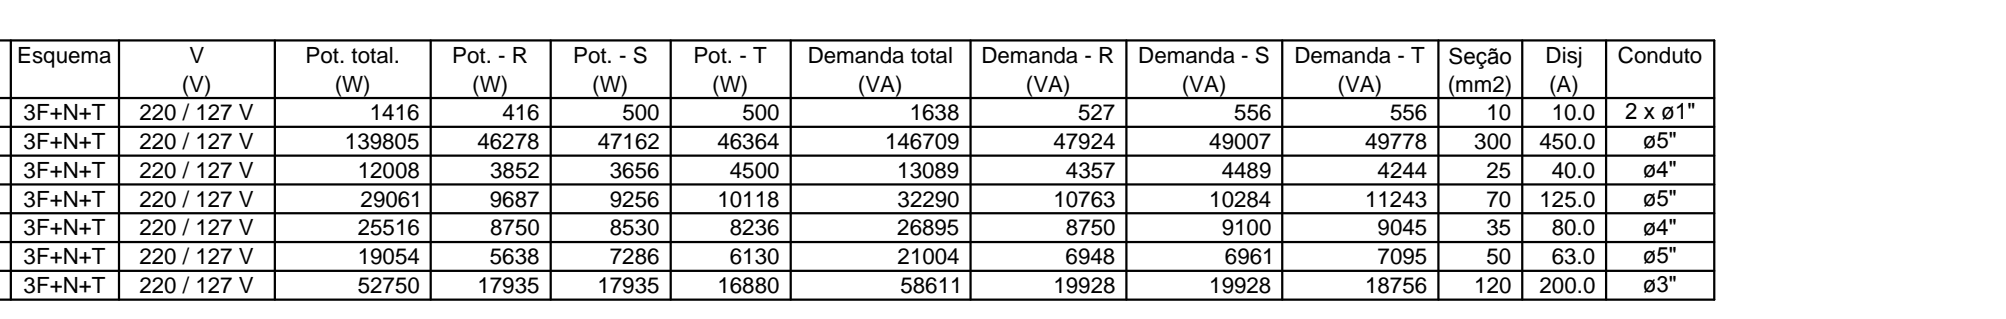 Esquema V Pot. total. Pot. - R Pot. - S Pot. - T Demanda total Demanda - R Demanda - S Demanda - T Seção Disj Conduto
(V) (W) (W) (W) (W) (VA) (VA) (VA) (VA) (mm2) (A)
3F+N+T 220 / 127 V 1416 416 500 500 1638 527 556 556 10 10.0 2 x ø1"
3F+N+T 220 / 127 V 139805 46278 47162 46364 146709 47924 49007 49778 300 450.0 ø5"
3F+N+T 220 / 127 V 12008 3852 3656 4500 13089 4357 4489 4244 25 40.0 ø4"
3F+N+T 220 / 127 V 29061 9687 9256 10118 32290 10763 10284 11243 70 125.0 ø5"
3F+N+T 220 / 127 V 25516 8750 8530 8236 26895 8750 9100 9045 35 80.0 ø4"
3F+N+T 220 / 127 V 19054 5638 7286 6130 21004 6948 6961 7095 50 63.0 ø5"
3F+N+T 220 / 127 V 52750 17935 17935 16880 58611 19928 19928 18756 120 200.0 ø3"